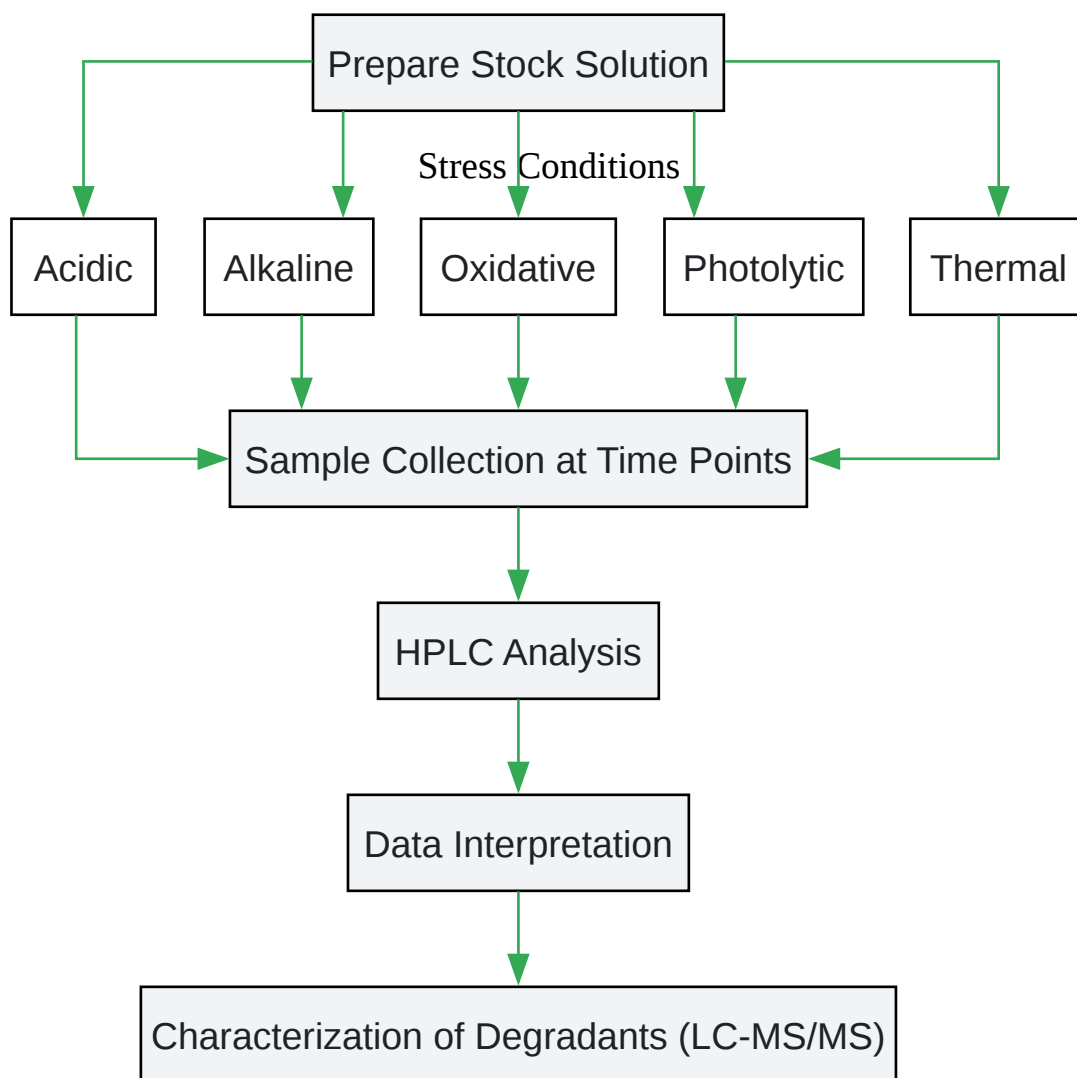 Prepare Stock Solution
Stress Conditions
Acidic
Alkaline
Oxidative
Photolytic
Thermal
Sample Collection at Time Points
HPLC Analysis
Data Interpretation
Characterization of Degradants (LC-MS/MS)